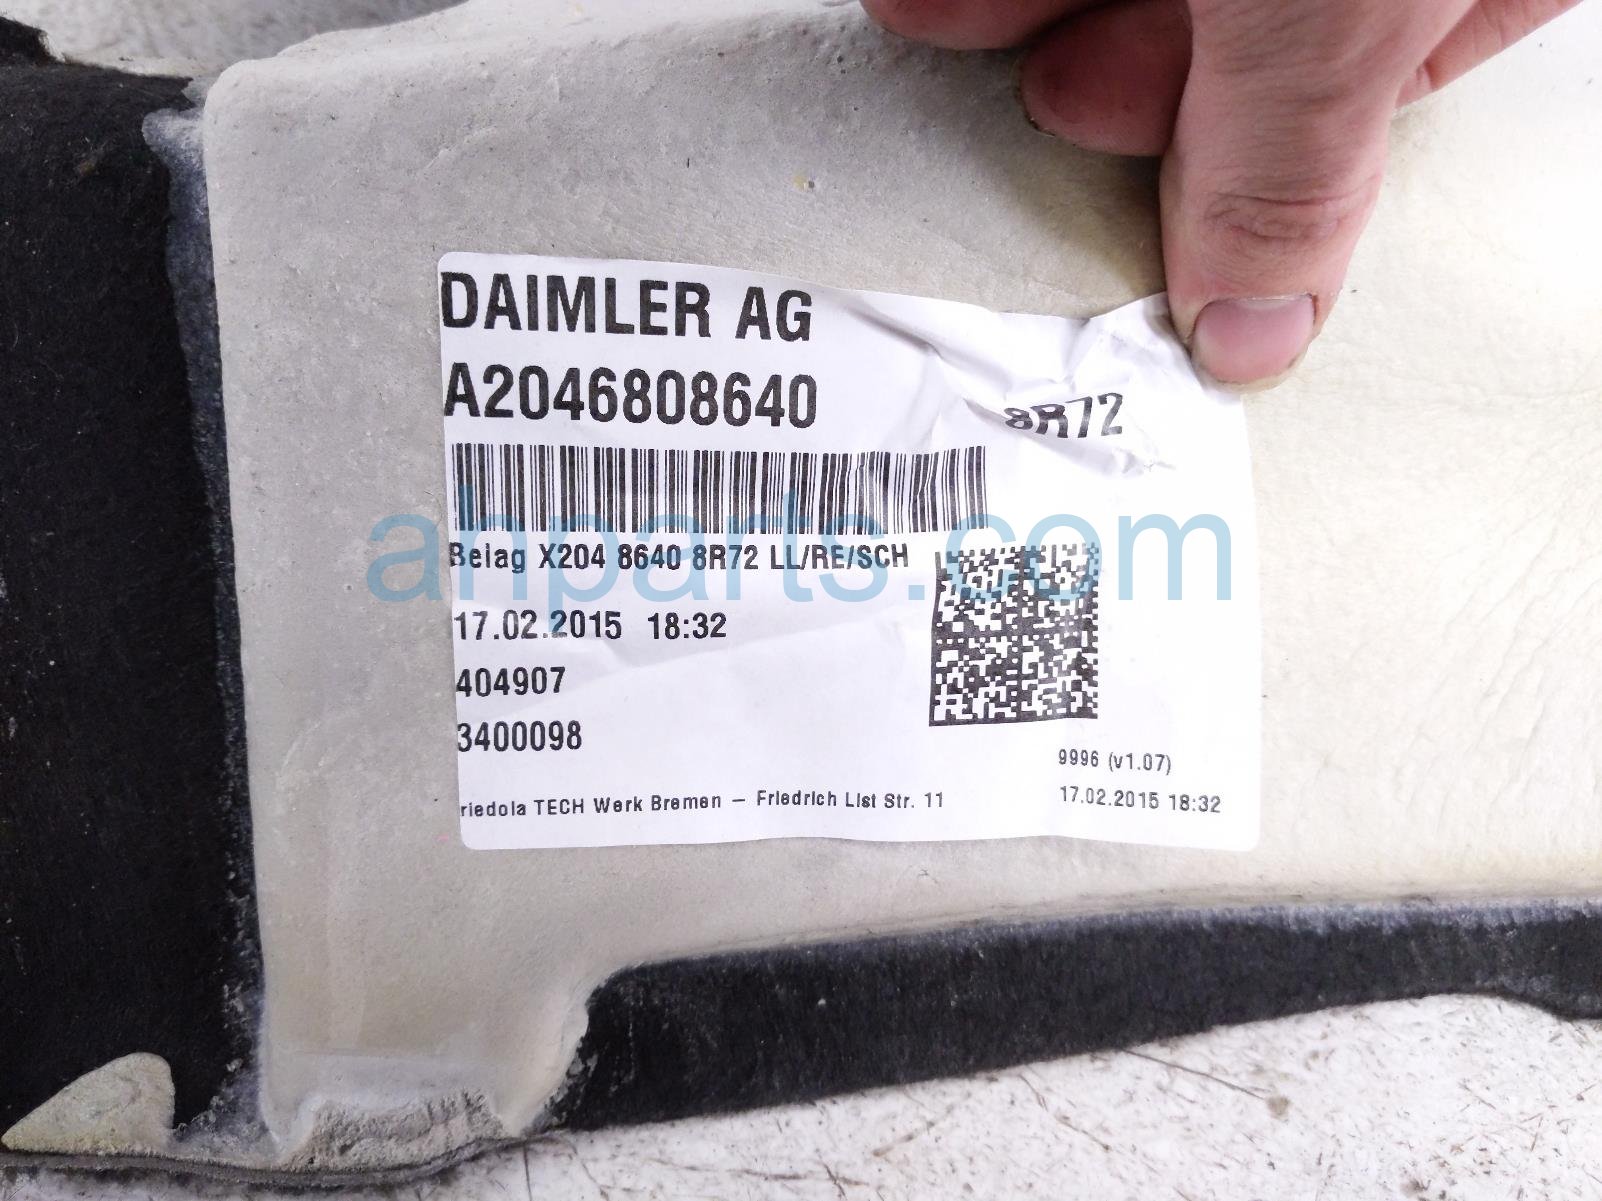 DAIMLER AG
A2046808640
8R72
Belag X204 8640 8R72 LL/RE/SCH
17.02.2015 18:32
404907
3400098
9996 (v1.07)
riedola TECH Werk Bremen – Friedrich List Str. 11
17.02.2015 18:32
ahparts.com